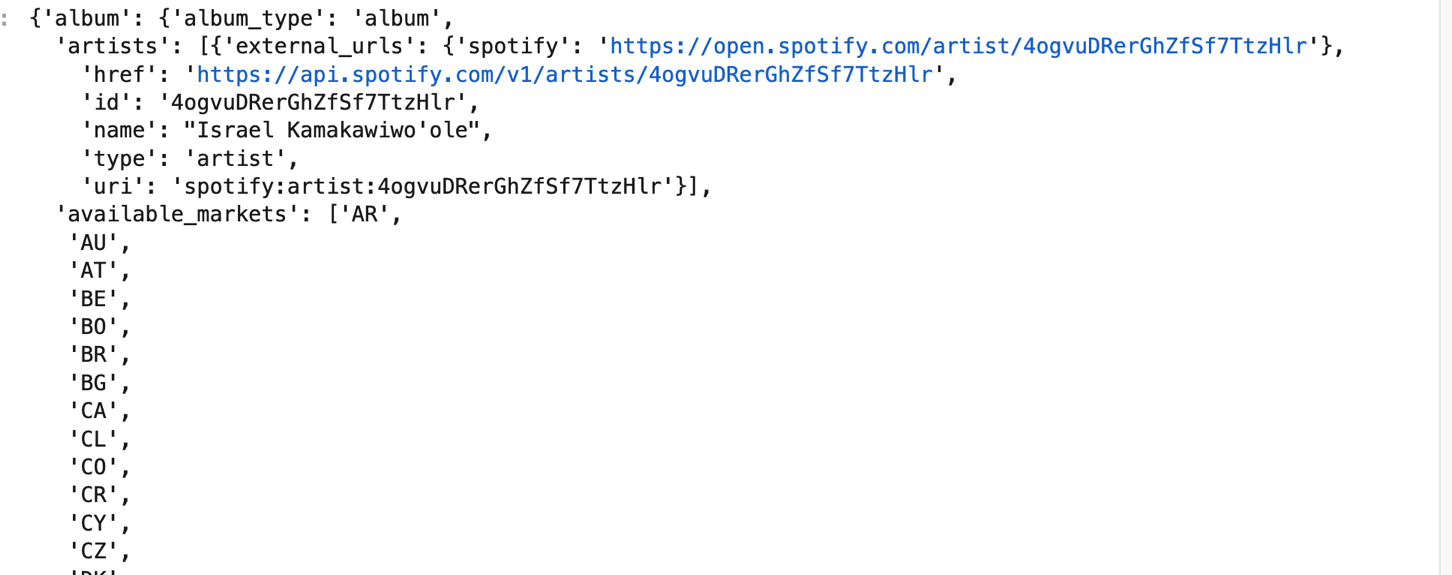 : {'album': {'album_type': 'album',
'artists': [{'external_urls': {'spotify': 'https://open.spotify.com/artist/4ogvuDRerGhZfSf7TtzHlr'},
'href': 'https://api.spotify.com/v1/artists/4ogvuDRerGhZfSf7TtzHlr',
'id': '4ogvuDRerGhZfSf7TtzHlr',
'name': "Israel Kamakawiwo'ole",
'type': 'artist',
'uri': 'spotify:artist:4ogvuDRerGhZfSf7TtzHlr'}],
'available_markets': ['AR',
'AU',
'AT',
'BE',
'BO',
'BR',
'BG',
'CA',
'CL',
'CO',
'CR',
'CY',
'CZ',